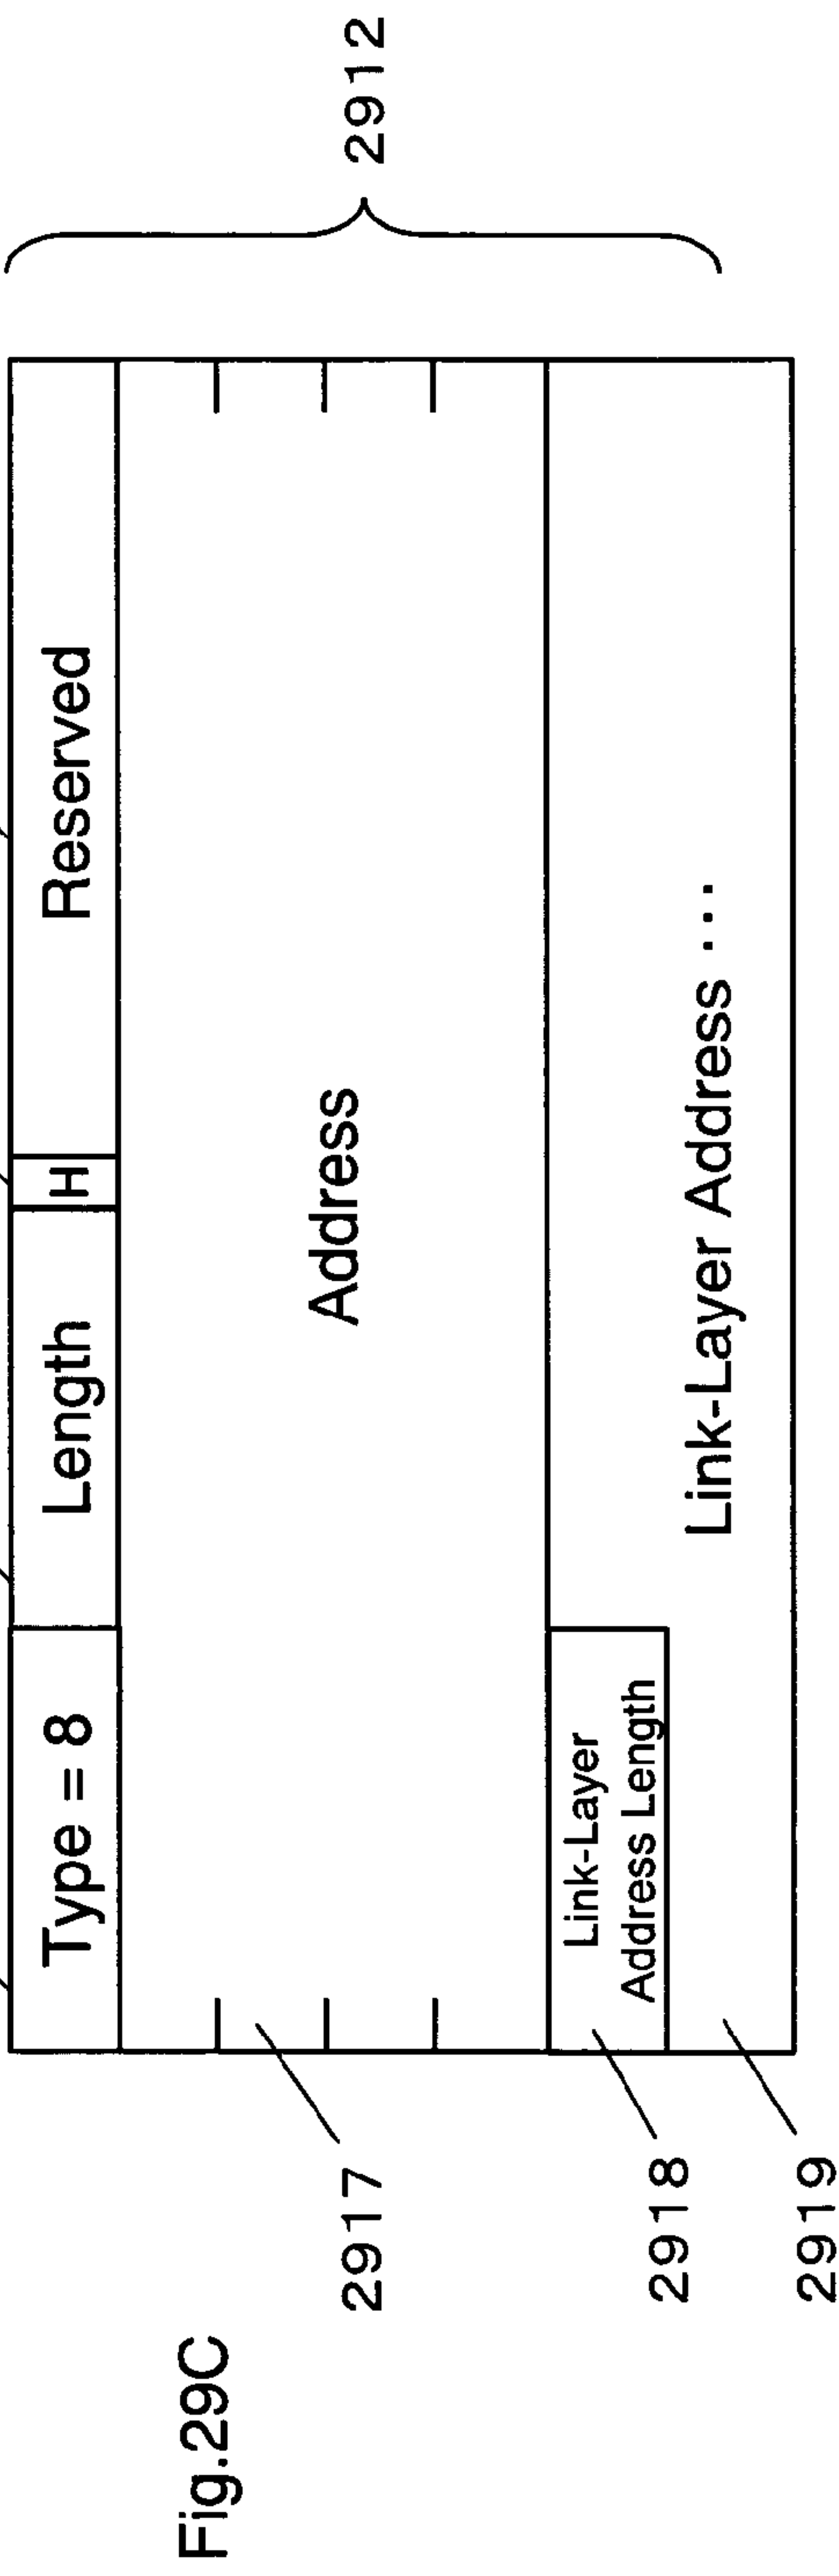 Fig.29C
Type = 8
Length
H
Reserved
2912
2917
Address
2918
Link-Layer
Address Length
2919
Link-Layer Address ...